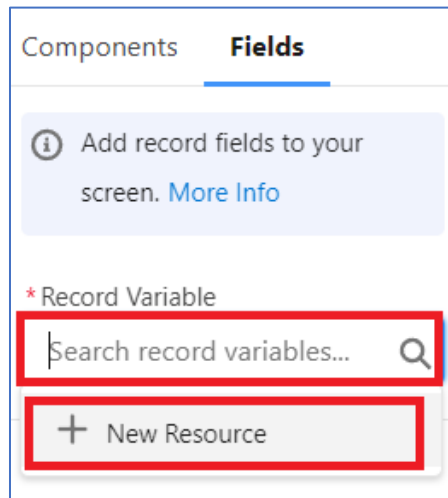 Components Fields
Add record fields to your
screen. More Info
* Record Variable
Search record variables...
+ New Resource